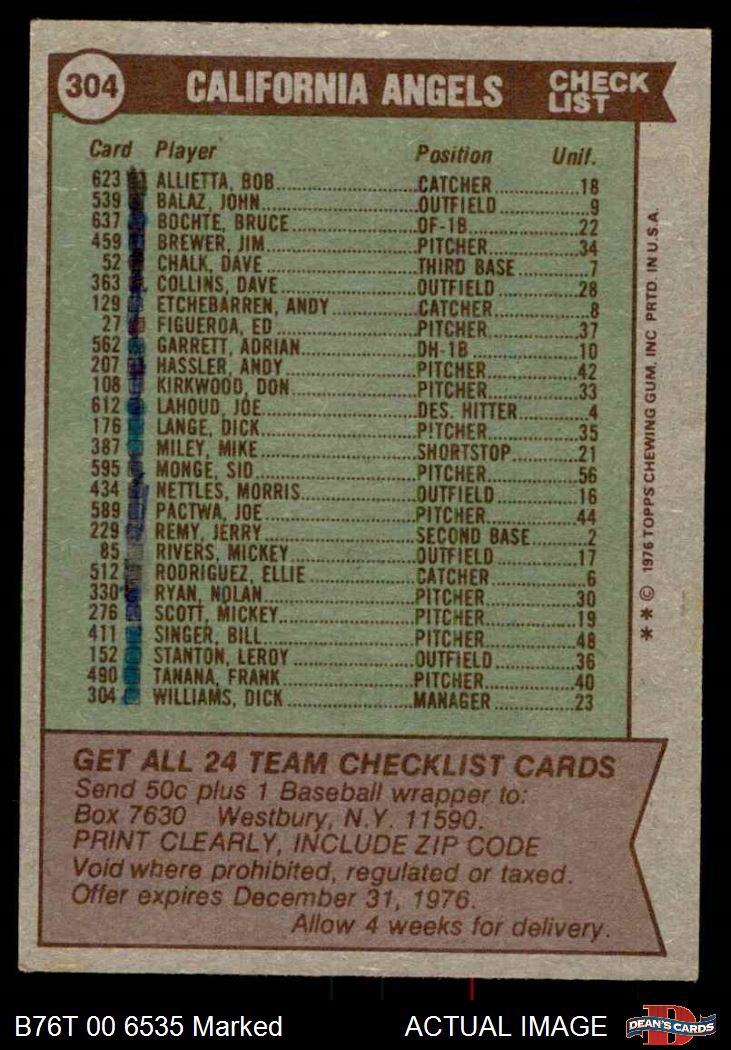 304 CALIFORNIA ANGELS CHECK LIST
Card Player Position Unif.
623 ALLIETTA, BOB CATCHER 18
539 BALAZ, JOHN OUTFIELD 9
637 BOCHTE, BRUCE OF-1B 22
459 BREWER, JIM PITCHER 34
52 CHALK, DAVE THIRD BASE 7
363 COLLINS, DAVE OUTFIELD 28
129 ETCHEBARREN, ANDY CATCHER 8
27 FIGUEROA, ED PITCHER 37
562 GARRETT, ADRIAN DH-1B 10
207 HASSLER, ANDY PITCHER 42
108 KIRKWOOD, DON PITCHER 33
612 LAHOUD, JOE DES. HITTER 4
176 LANGE, DICK PITCHER 35
387 MILEY, MIKE SHORTSTOP 21
595 MONGE, SID PITCHER 56
434 NETTLES, MORRIS OUTFIELD 16
589 PACTWA, JOE PITCHER 44
229 REMY, JERRY SECOND BASE 2
85 RIVERS, MICKEY OUTFIELD 17
512 RODRIGUEZ, ELLIE CATCHER 6
330 RYAN, NOLAN PITCHER 30
276 SCOTT, MICKEY PITCHER 19
411 SINGER, BILL PITCHER 48
152 STANTON, LEROY OUTFIELD 36
490 TANANA, FRANK PITCHER 40
304 WILLIAMS, DICK MANAGER 23
* * © 1976 TOPPS CHEWING GUM, INC PRTD. IN U.S.A.
GET ALL 24 TEAM CHECKLIST CARDS
Send 50c plus 1 Baseball wrapper to:
Box 7630 Westbury, N.Y. 11590.
PRINT CLEARLY, INCLUDE ZIP CODE
Void where prohibited, regulated or taxed.
Offer expires December 31, 1976.
Allow 4 weeks for delivery.
B76T 00 6535 Marked ACTUAL IMAGE
D DEAN'S CARDS